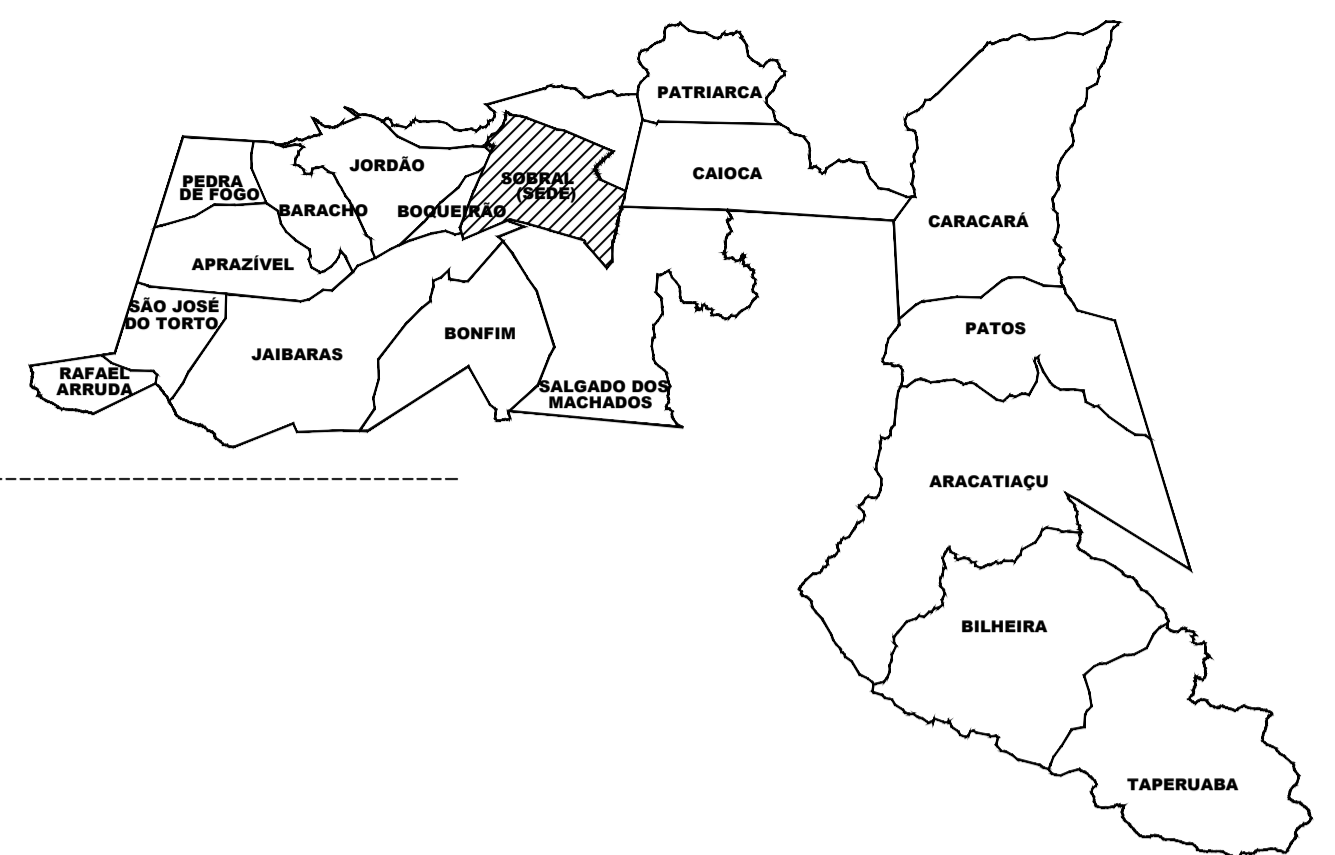 PATRIARCA
JORDÃO
CAIOCA
SOBRAL
(SEDE)
PEDRA
DE FOGO
BARACHO
BOQUEIRÃO
CARACARÁ
APRAZÍVEL
SÃO JOSÉ
DO TORTO
PATOS
BONFIM
JAIBARAS
RAFAEL
ARRUDA
SALGADO DOS
MACHADOS
ARACATIAÇU
BILHEIRA
TAPERUABA